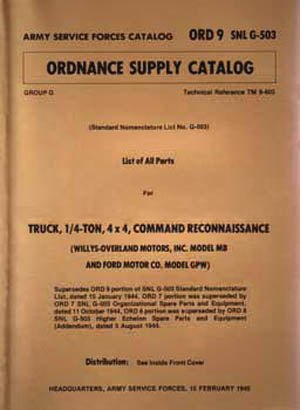 ARMY SERVICE FORCES CATALOG ORD 9 SNL G-503
ORDNANCE SUPPLY CATALOG
GROUP G Technical Reference TM 9-803
(Standard Nomenclature List No. G-503)
List of All Parts
For
TRUCK, 1/4-TON, 4 x 4, COMMAND RECONNAISSANCE
(WILLYS-OVERLAND MOTORS, INC. MODEL MB
AND FORD MOTOR CO. MODEL GPW)
Supersedes ORD 9 portion of SNL G-503 Standard Nomenclature
List, dated 15 January 1944. ORD 7 portion was superseded by
ORD 7 SNL G-503 Organizational Spare Parts and Equipment,
dated 11 October 1944, ORD 8 portion was superseded by ORD 8
SNL G-503 Higher Echelon Spare Parts and Equipment
(Addendum), dated 5 August 1944.
Distribution: See Inside Front Cover
HEADQUARTERS, ARMY SERVICE FORCES, 15 FEBRUARY 1945